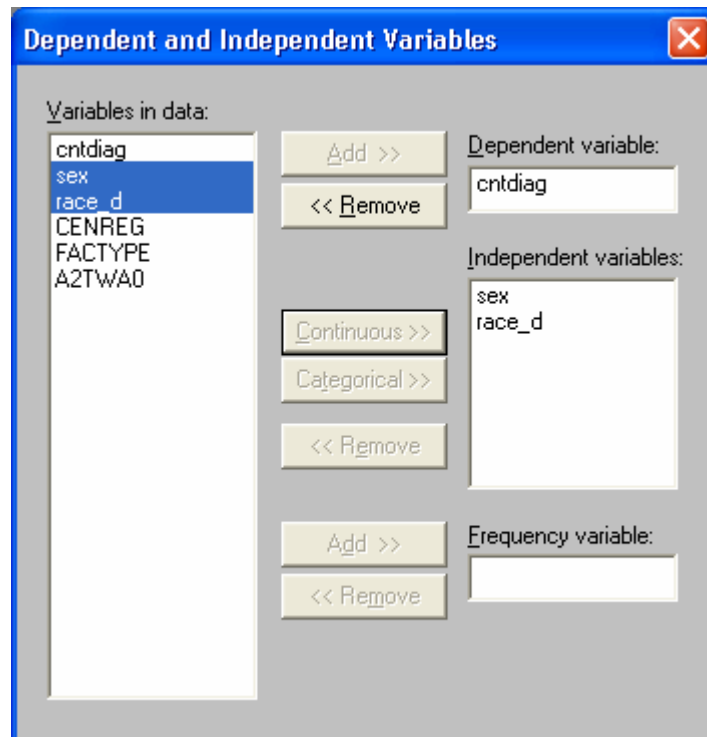 Dependent and Independent Variables
Variables in data:
cntdiag
sex
race_d
CENREG
FACTYPE
A2TWA0
Add >>
<< Remove
Dependent variable:
cntdiag
Continuous >>
Categorical >>
<< Remove
Independent variables:
sex
race_d
Add >>
<< Remove
Frequency variable: